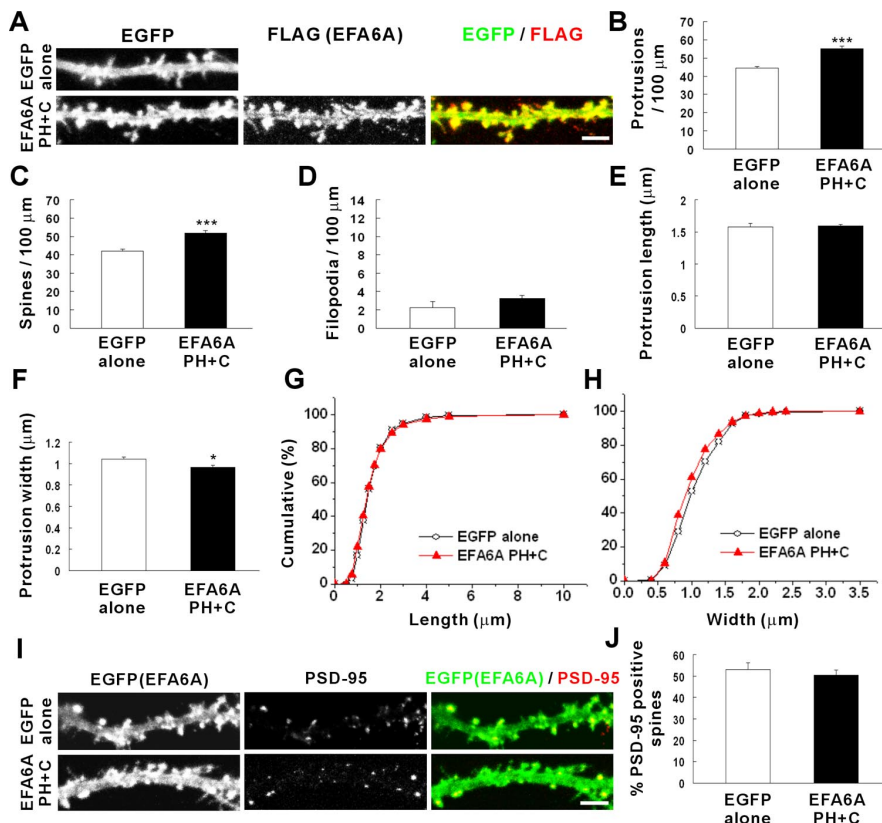 A
EGFP
FLAG (EFA6A)
EGFP / FLAG
EGFP
alone
EFA6A
PH+C
B
Protrusions
/ 100 μm
70
60
50
40
30
20
10
0
***
EGFP
alone
EFA6A
PH+C
C
Spines / 100 μm
70
60
50
40
30
20
10
0
***
EGFP
alone
EFA6A
PH+C
D
Filopodia / 100 μm
14
12
10
8
6
4
2
0
EGFP
alone
EFA6A
PH+C
E
Protrusion length (μm)
2
1.5
1
0.5
0
EGFP
alone
EFA6A
PH+C
F
Protrusion width (μm)
1.2
1
0.8
0.6
0.4
0.2
0
*
EGFP
alone
EFA6A
PH+C
G
Cumulative (%)
100
80
60
40
20
0
EGFP alone
EFA6A PH+C
0 2 4 6 8 10
Length (μm)
H
100
80
60
40
20
0
EGFP alone
EFA6A PH+C
0.0 0.5 1.0 1.5 2.0 2.5 3.0 3.5
Width (μm)
I
EGFP(EFA6A)
PSD-95
EGFP(EFA6A) / PSD-95
EGFP
alone
EFA6A
PH+C
J
% PSD-95 positive
spines
70
60
50
40
30
20
10
0
EGFP
alone
EFA6A
PH+C